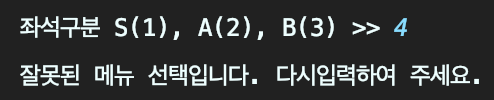 좌석구분 S(1), A(2), B(3) >> 4
잘못된 메뉴 선택입니다. 다시입력하여 주세요.